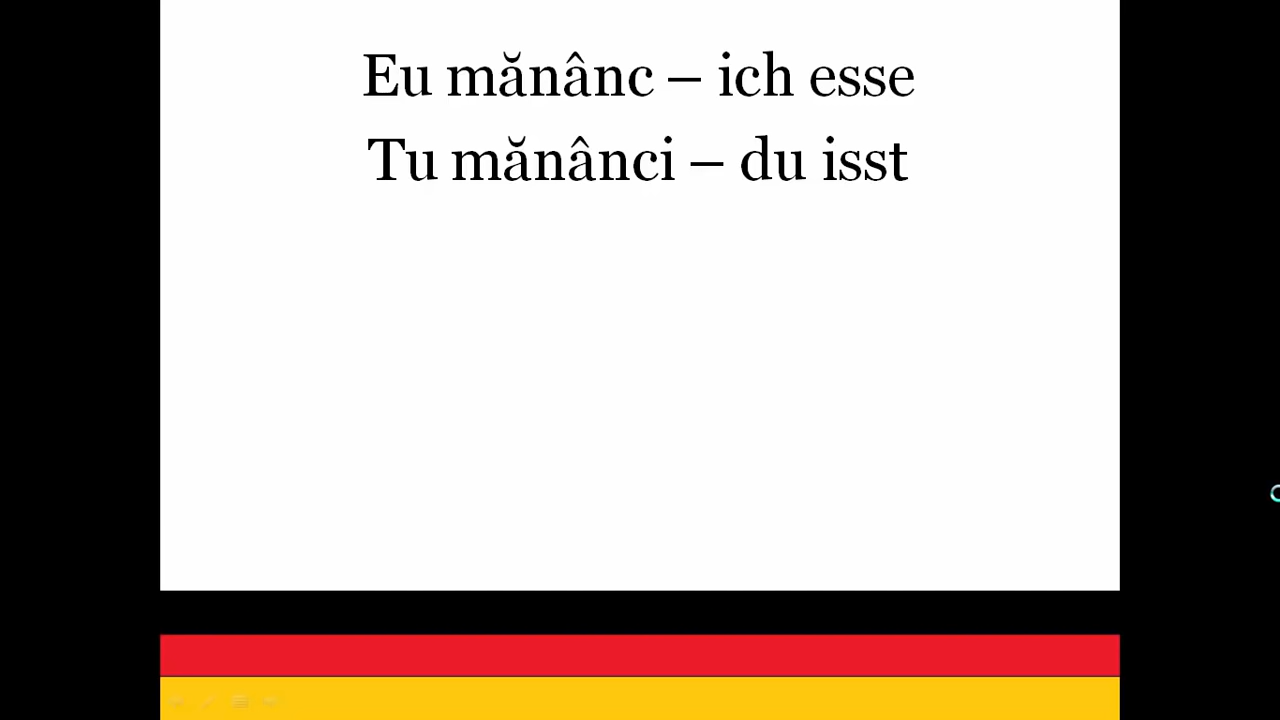 Eu mănânc – ich esse
Tu mănânci – du isst